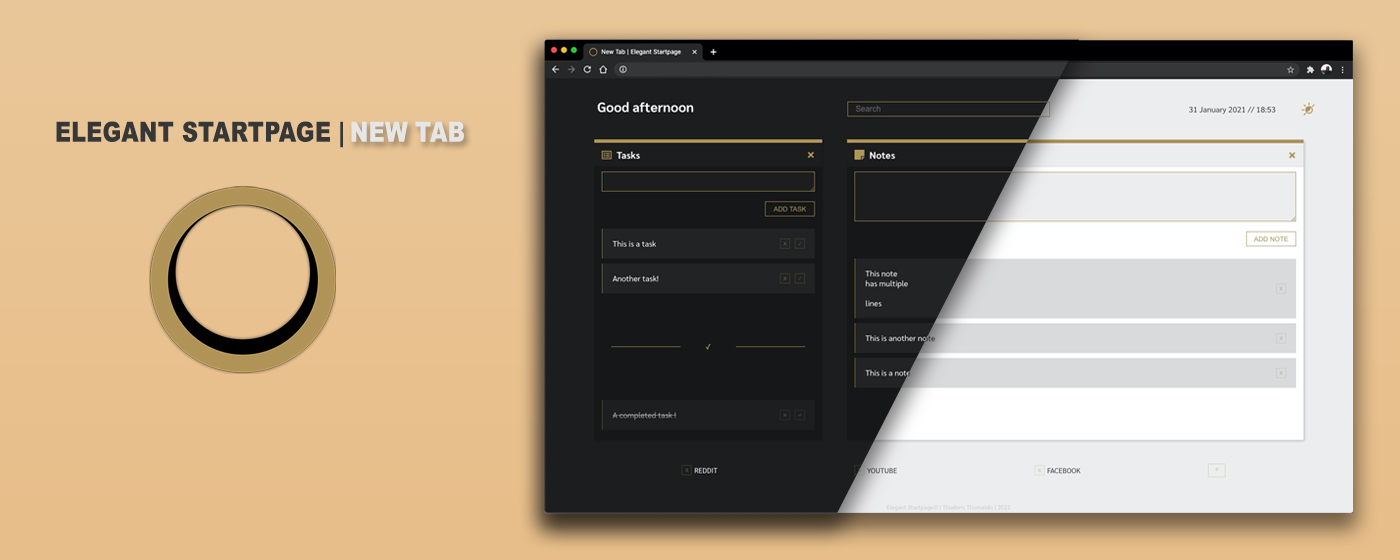 ELEGANT STARTPAGE | NEW TAB
New Tab | Elegant Startpage
Good afternoon
Search
31 January 2021 // 18:53
Tasks
ADD TASK
This is a task
Another task!
A completed task !
Notes
ADD NOTE
This note
has multiple
lines
This is another note
This is a note
REDDIT
YOUTUBE
FACEBOOK